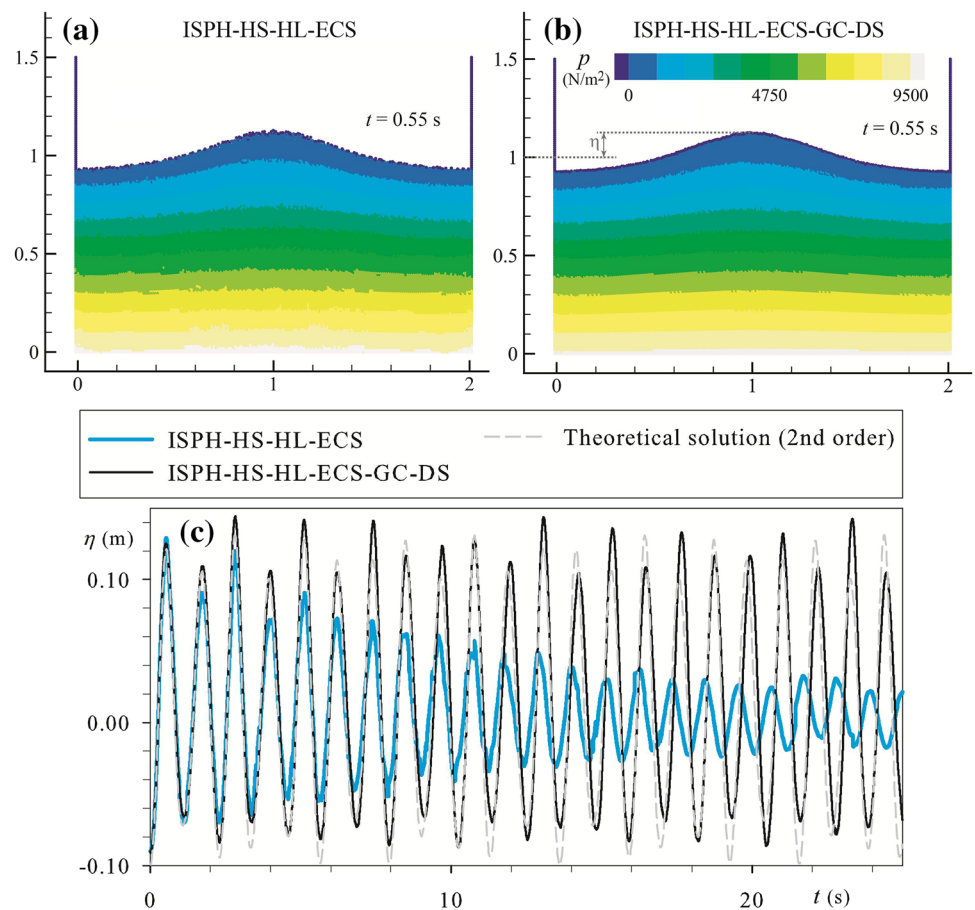 (a) ISPH-HS-HL-ECS
1.5
1
0.5
0
t = 0.55 s
0 1 2
(b) ISPH-HS-HL-ECS-GC-DS
1.5
1
0.5
0
p
(N/m²)
0 4750 9500
t = 0.55 s
η
0 1 2
ISPH-HS-HL-ECS
Theoretical solution (2nd order)
ISPH-HS-HL-ECS-GC-DS
(c)
η (m)
0.10
0.00
-0.10
0 10 20 t (s)